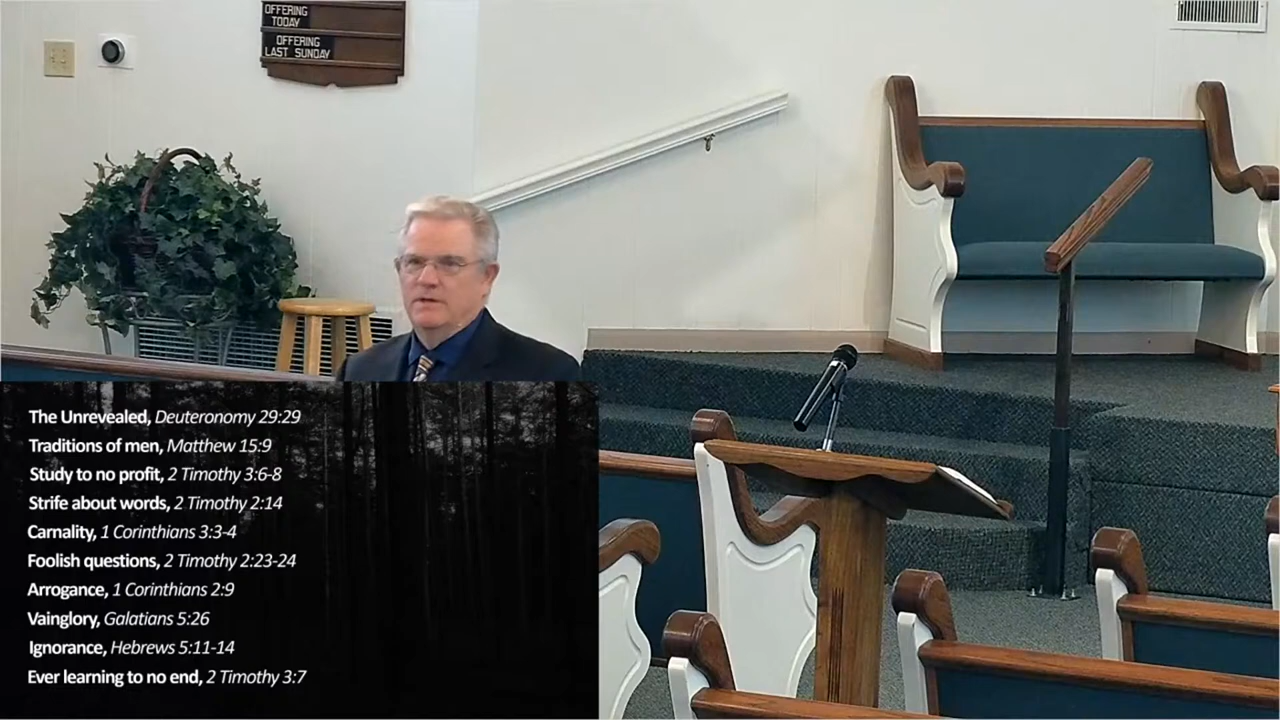 OFFERING
TODAY
OFFERING
LAST SUNDAY
The Unrevealed, Deuteronomy 29:29
Traditions of men, Matthew 15:9
Study to no profit, 2 Timothy 3:6-8
Strife about words, 2 Timothy 2:14
Carnality, 1 Corinthians 3:3-4
Foolish questions, 2 Timothy 2:23-24
Arrogance, 1 Corinthians 2:9
Vainglory, Galatians 5:26
Ignorance, Hebrews 5:11-14
Ever learning to no end, 2 Timothy 3:7